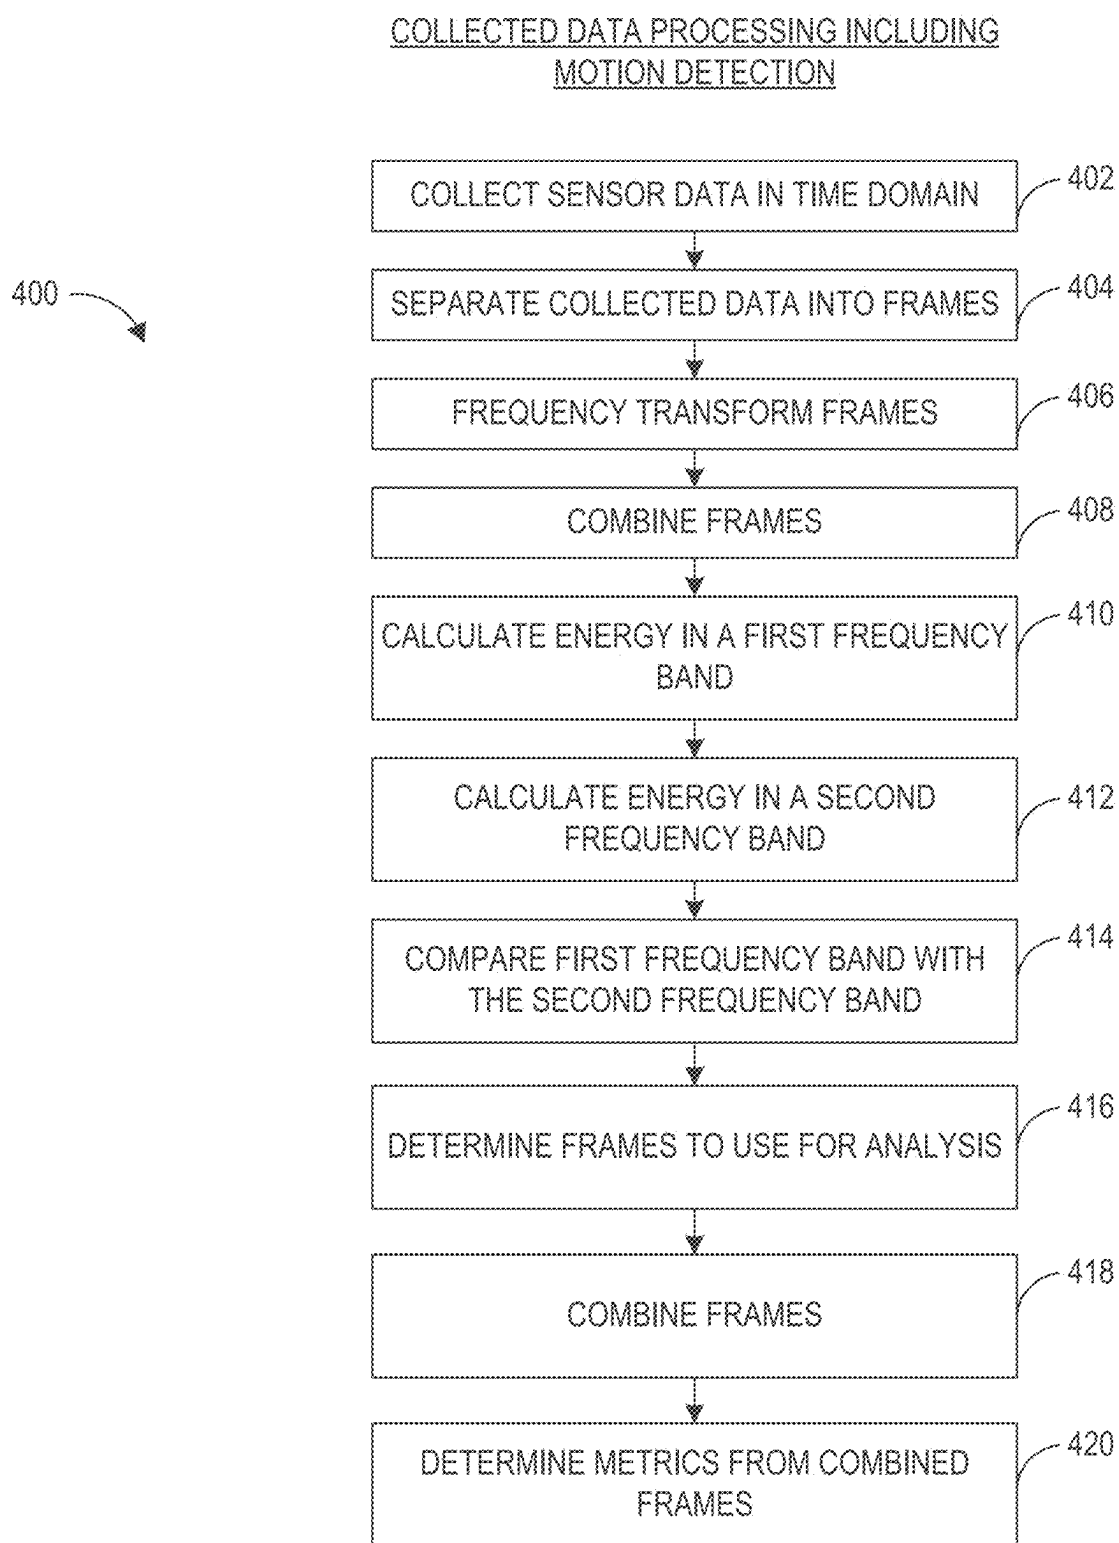 COLLECTED DATA PROCESSING INCLUDING
MOTION DETECTION
400
COLLECT SENSOR DATA IN TIME DOMAIN
402
SEPARATE COLLECTED DATA INTO FRAMES
404
FREQUENCY TRANSFORM FRAMES
406
COMBINE FRAMES
408
CALCULATE ENERGY IN A FIRST FREQUENCY
BAND
410
CALCULATE ENERGY IN A SECOND
FREQUENCY BAND
412
COMPARE FIRST FREQUENCY BAND WITH
THE SECOND FREQUENCY BAND
414
DETERMINE FRAMES TO USE FOR ANALYSIS
416
COMBINE FRAMES
418
DETERMINE METRICS FROM COMBINED
FRAMES
420